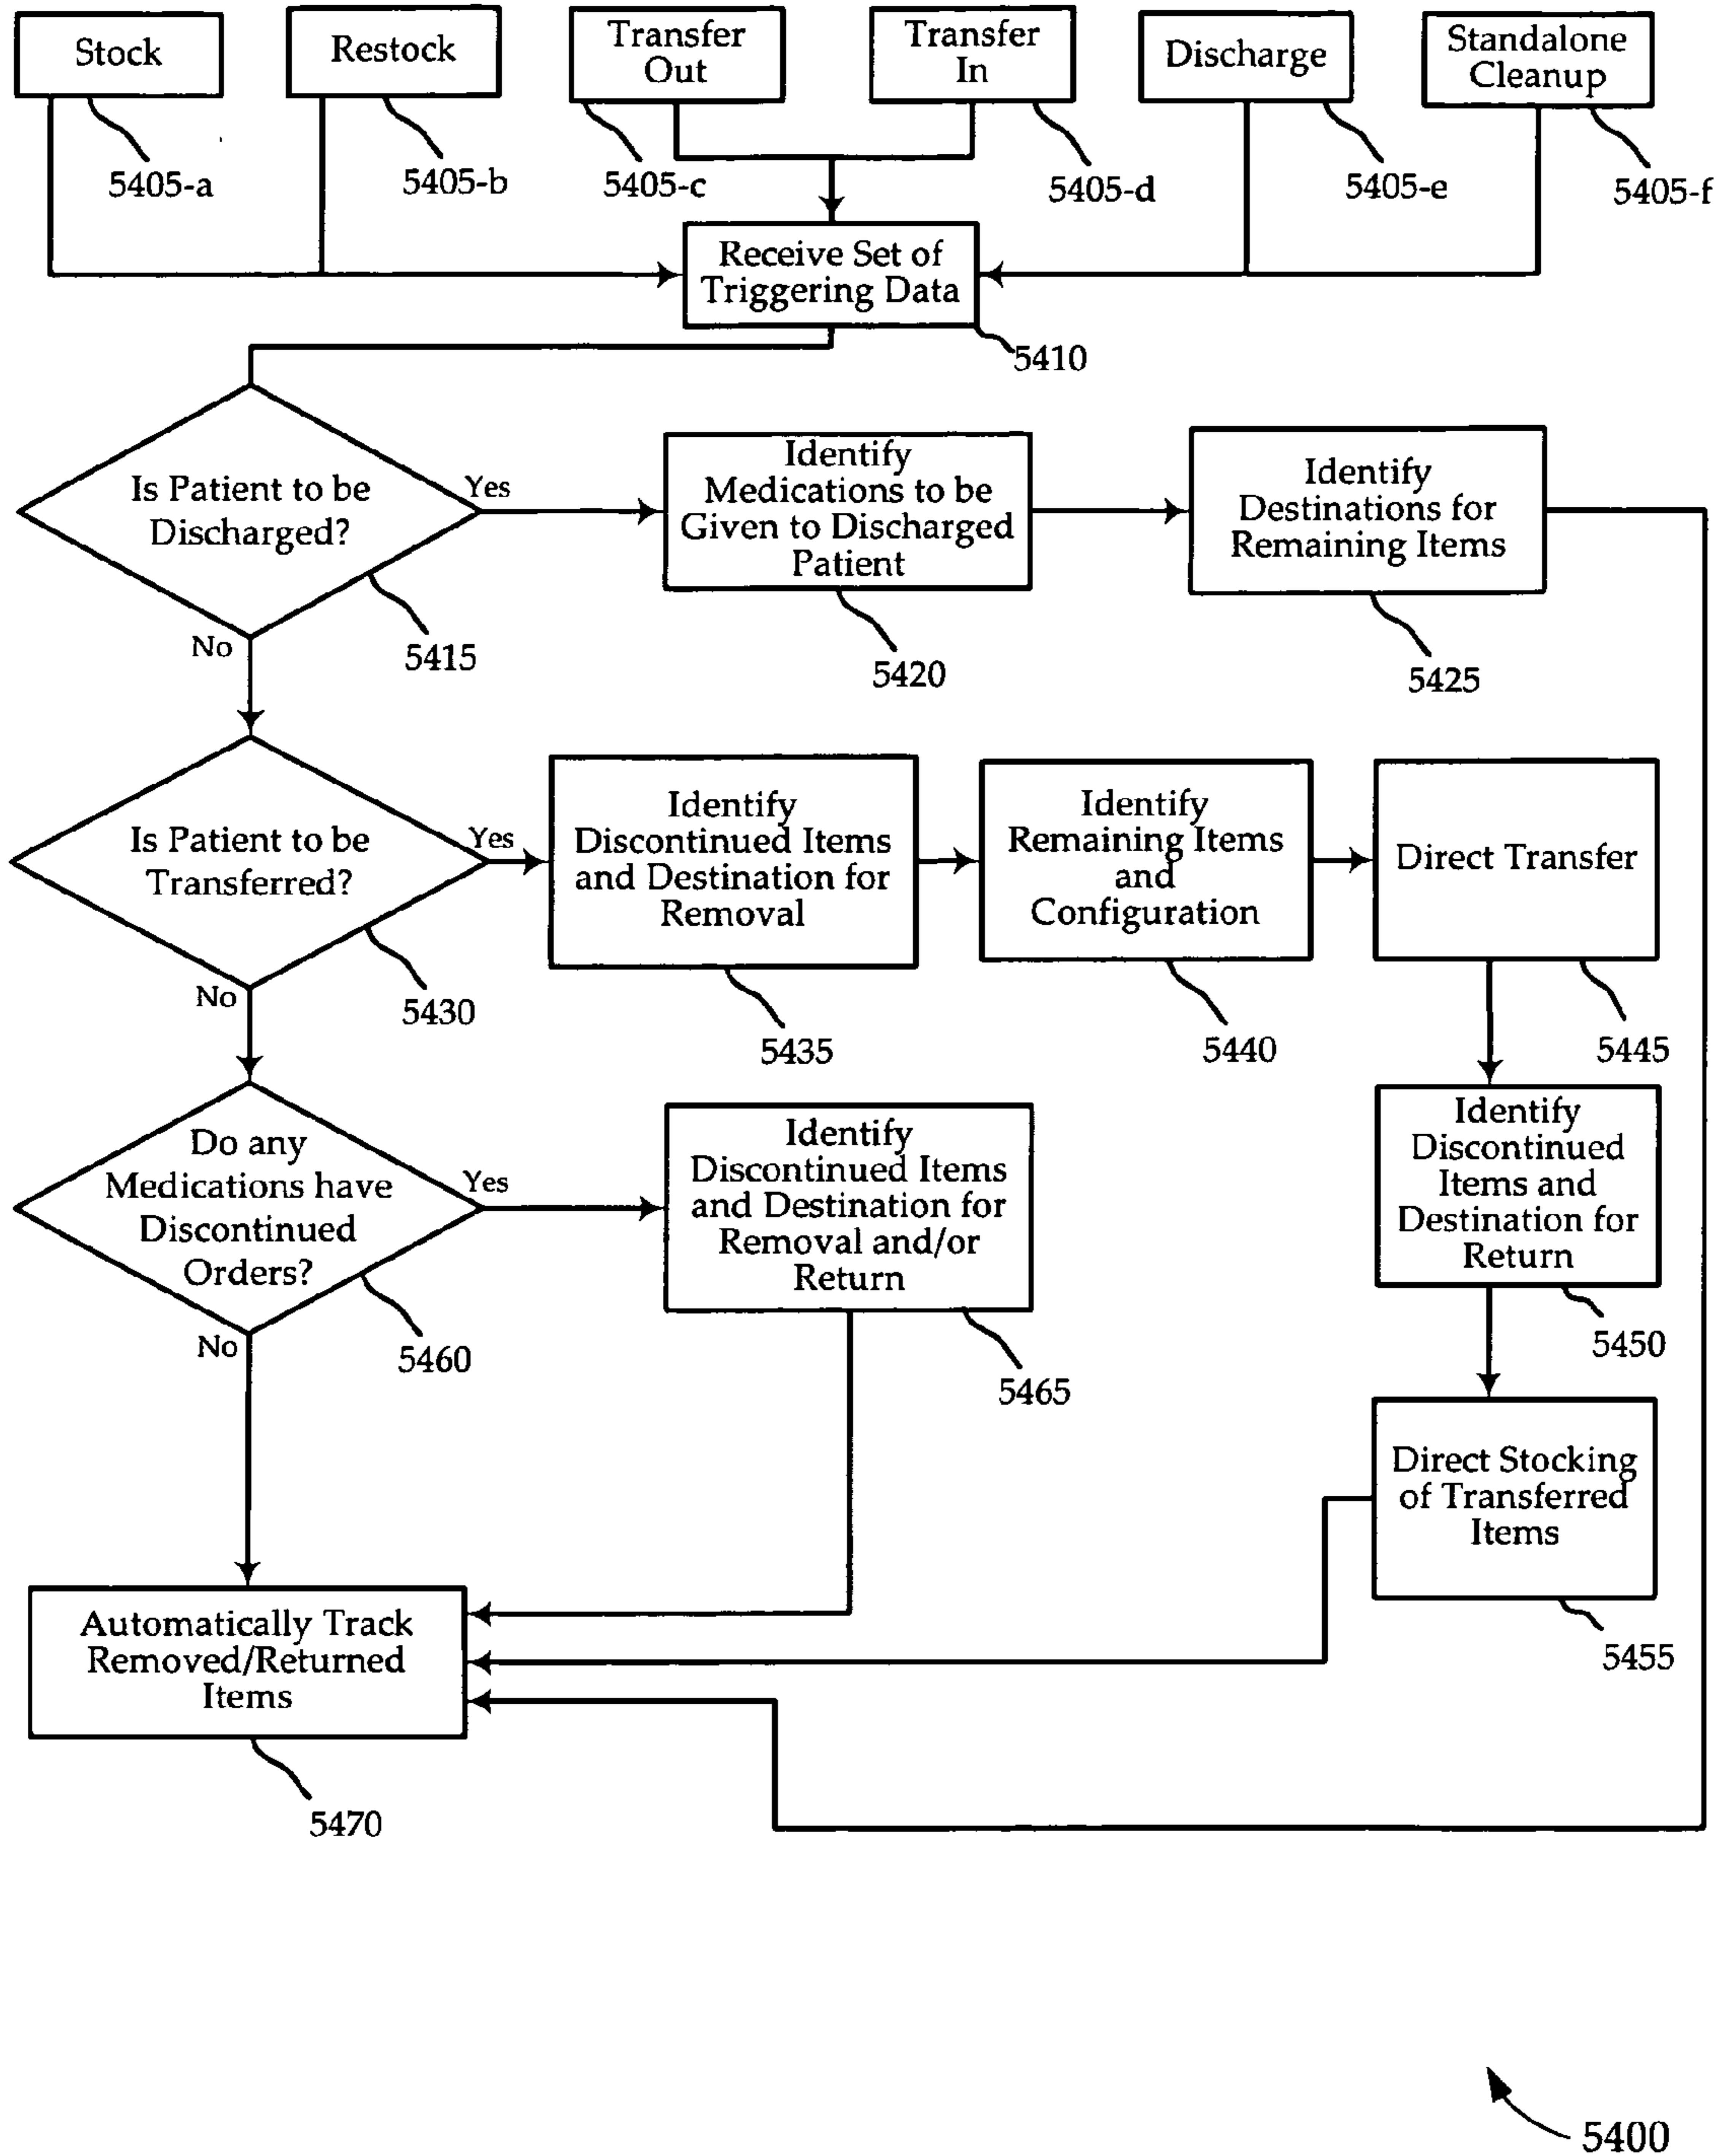 Stock
Restock
Transfer
Out
Transfer
In
Discharge
Standalone
Cleanup
5405-a
5405-b
5405-c
5405-d
5405-e
5405-f
Receive Set of
Triggering Data
5410
Is Patient to be
Discharged?
Yes
No
5415
Identify
Medications to be
Given to Discharged
Patient
5420
Identify
Destinations for
Remaining Items
5425
Is Patient to be
Transferred?
Yes
No
5430
Identify
Discontinued Items
and Destination for
Removal
5435
Identify
Remaining Items
and
Configuration
5440
Direct Transfer
5445
Do any
Medications have
Discontinued
Orders?
Yes
No
5460
Identify
Discontinued Items
and Destination for
Removal and/or
Return
5465
Identify
Discontinued
Items and
Destination for
Return
5450
Direct Stocking
of Transferred
Items
5455
Automatically Track
Removed/Returned
Items
5470
5400